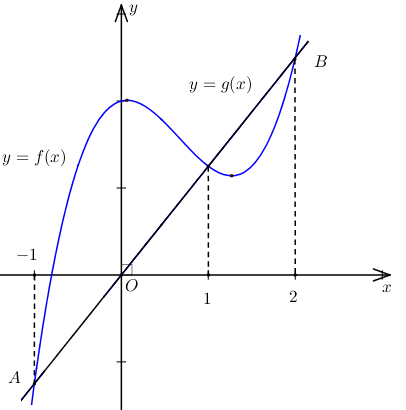 y
B
y = g(x)
y = f(x)
−1
O
x
1
2
A